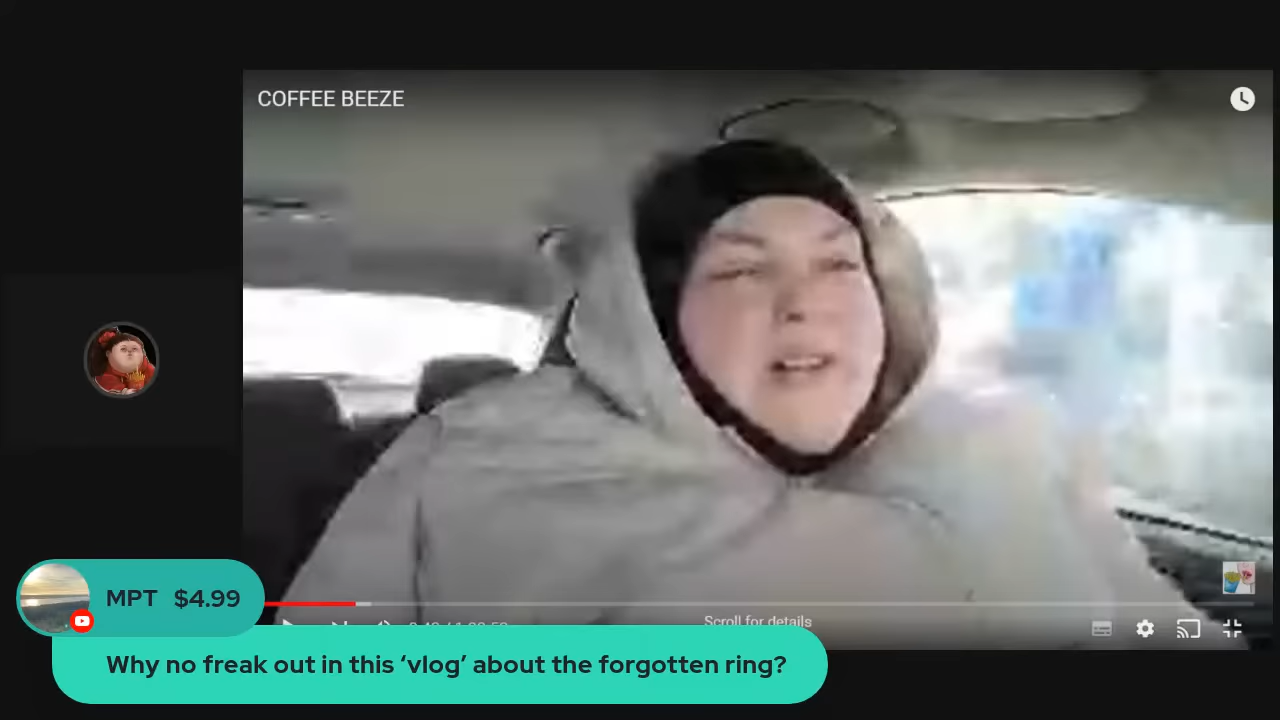 COFFEE BEEZE
Scroll for details
MPT $4.99
Why no freak out in this ‘vlog’ about the forgotten ring?